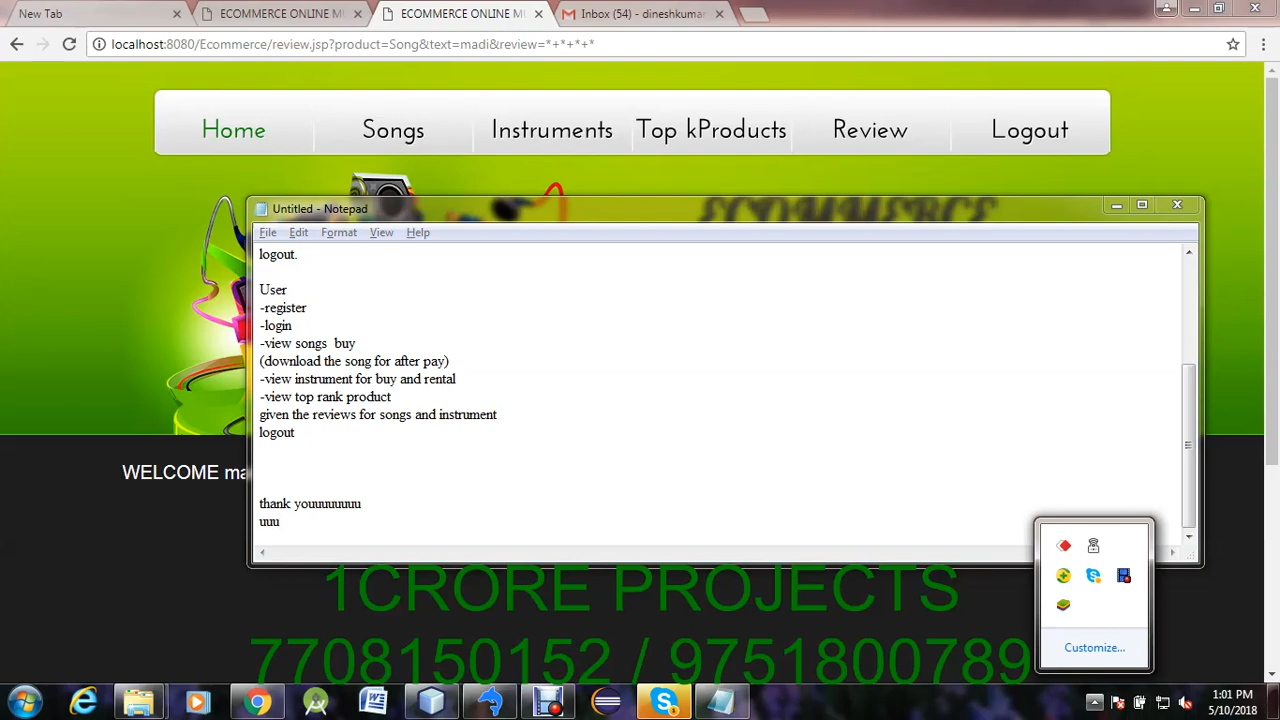 New Tab
ECOMMERCE ONLINE MU
ECOMMERCE ONLINE MU
Inbox (54) - dineshkumar
localhost:8080/Ecommerce/review.jsp?product=Song&text=madi&review=*+*+*+*
Home
Songs
Instruments
Top kProducts
Review
Logout
ECOMMERCE
Untitled - Notepad
File Edit Format View Help
logout.
User
-register
-login
-view songs  buy
(download the song for after pay)
-view instrument for buy and rental
-view top rank product
given the reviews for songs and instrument
logout
WELCOME ma
thank youuuuuuuu
uuu
1CRORE PROJECTS
7708150152 / 9751800789
Customize...
1:01 PM
5/10/2018